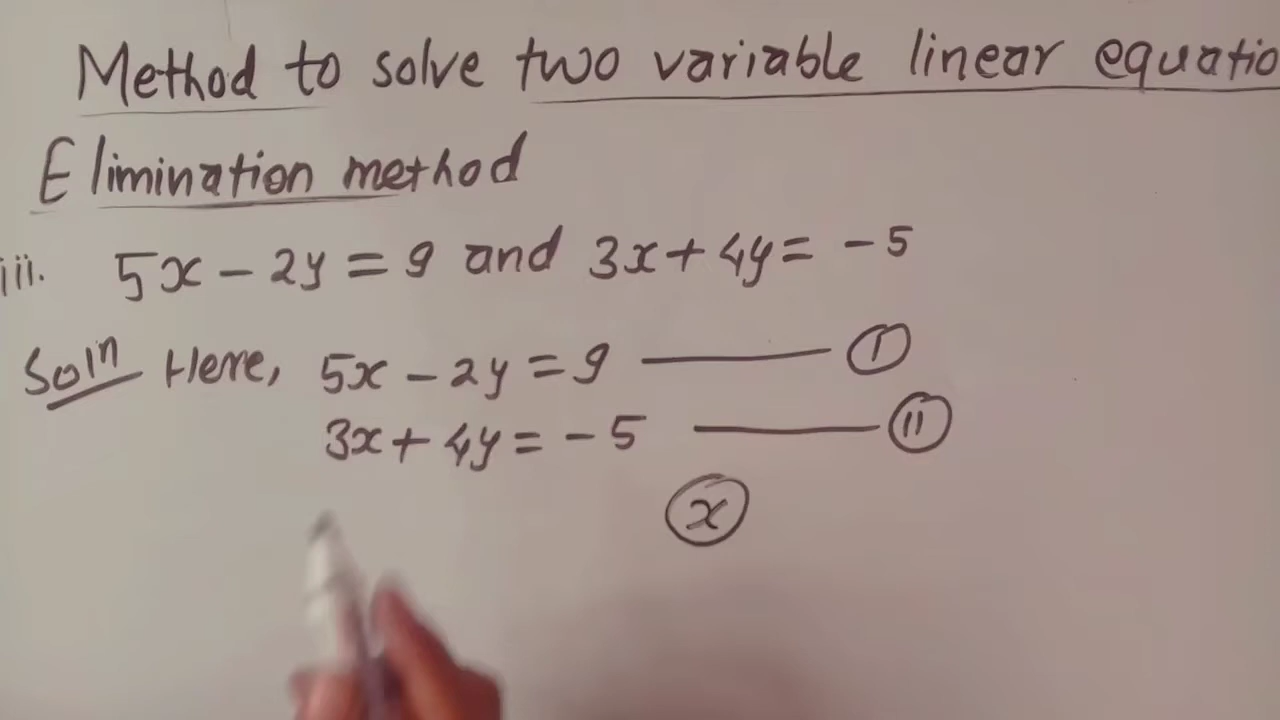 Method to solve two variable linear equatio
Elimination method
iii. 5x - 2y = 9 and 3x + 4y = -5
Soln Here, 5x - 2y = 9 —— I
3x + 4y = -5 —— II
x